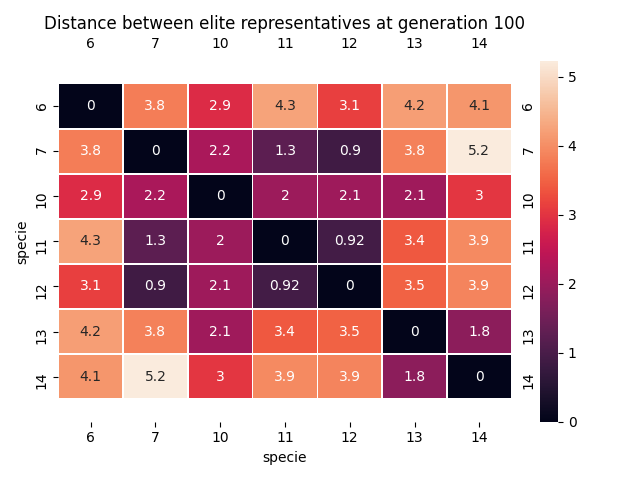 Distance between elite representatives at generation 100
6 7 10 11 12 13 14
6 0 3.8 2.9 4.3 3.1 4.2 4.1 6
7 3.8 0 2.2 1.3 0.9 3.8 5.2 7
10 2.9 2.2 0 2 2.1 2.1 3 10
11 4.3 1.3 2 0 0.92 3.4 3.9 11
12 3.1 0.9 2.1 0.92 0 3.5 3.9 12
13 4.2 3.8 2.1 3.4 3.5 0 1.8 13
14 4.1 5.2 3 3.9 3.9 1.8 0 14
6 7 10 11 12 13 14
specie
specie
5
4
3
2
1
0